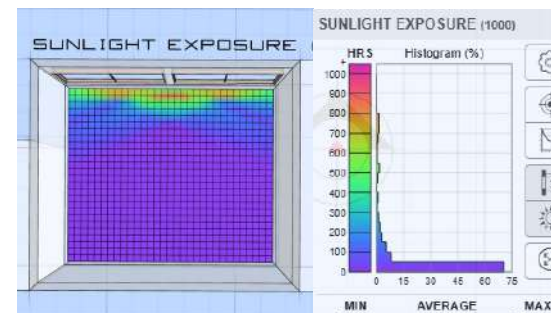 SUNLIGHT EXPOSURE
SUNLIGHT EXPOSURE (1000)
HRS Histogram (%)
+
1000
900
800
700
600
500
400
300
200
100
0
0 15 30 45 60 75
MIN AVERAGE MAX